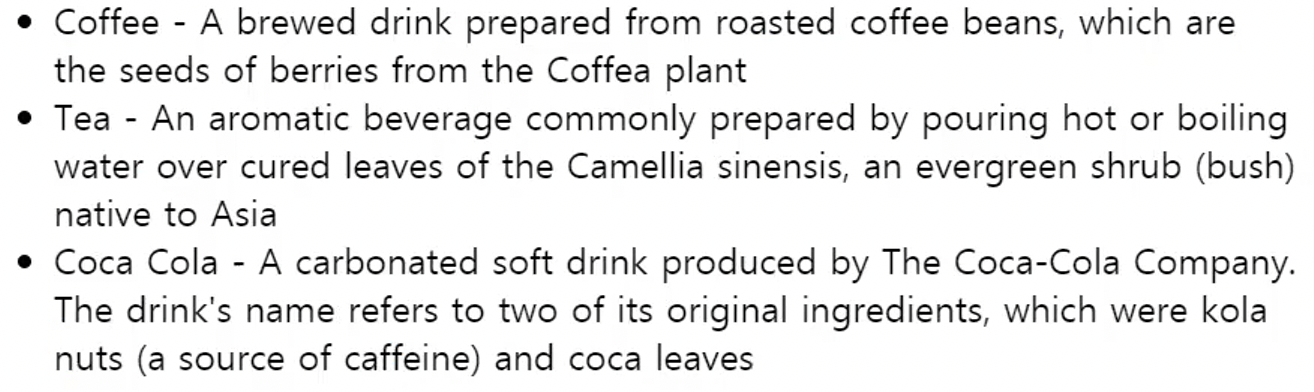 • Coffee - A brewed drink prepared from roasted coffee beans, which are
the seeds of berries from the Coffea plant
• Tea - An aromatic beverage commonly prepared by pouring hot or boiling
water over cured leaves of the Camellia sinensis, an evergreen shrub (bush)
native to Asia
• Coca Cola - A carbonated soft drink produced by The Coca-Cola Company.
The drink's name refers to two of its original ingredients, which were kola
nuts (a source of caffeine) and coca leaves